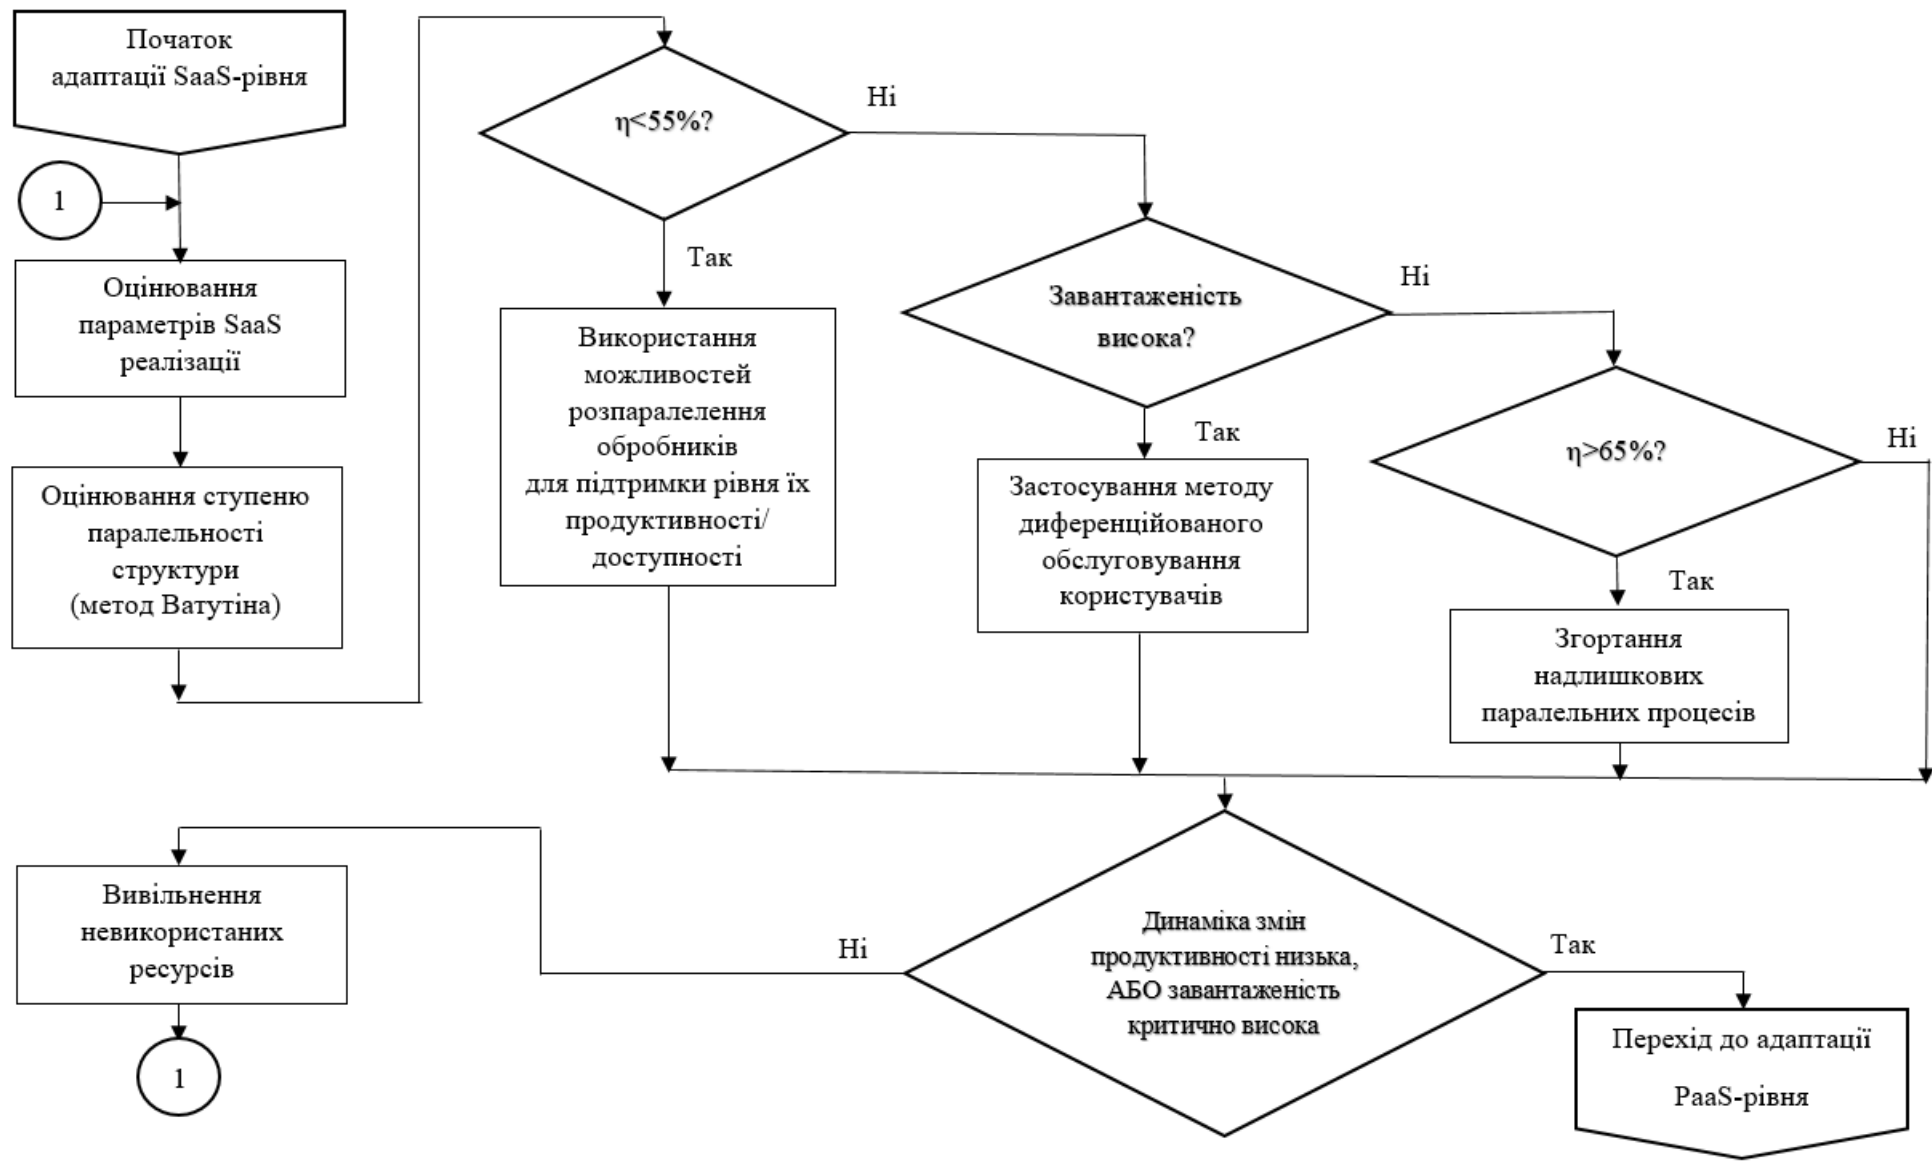 Початок
адаптації SaaS-рівня
1
Оцінювання
параметрів SaaS
реалізації
Оцінювання ступеню
паралельності
структури
(метод Ватутіна)
η<55%?
Ні
Так
Використання
можливостей
розпаралелення
обробників
для підтримки рівня їх
продуктивності/
доступності
Завантаженість
висока?
Ні
Так
Застосування методу
диференційованого
обслуговування
користувачів
η>65%?
Ні
Так
Згортання
надлишкових
паралельних процесів
Динаміка змін
продуктивності низька,
АБО завантаженість
критично висока
Ні
Так
Вивільнення
невикористаних
ресурсів
1
Перехід до адаптації
PaaS-рівня